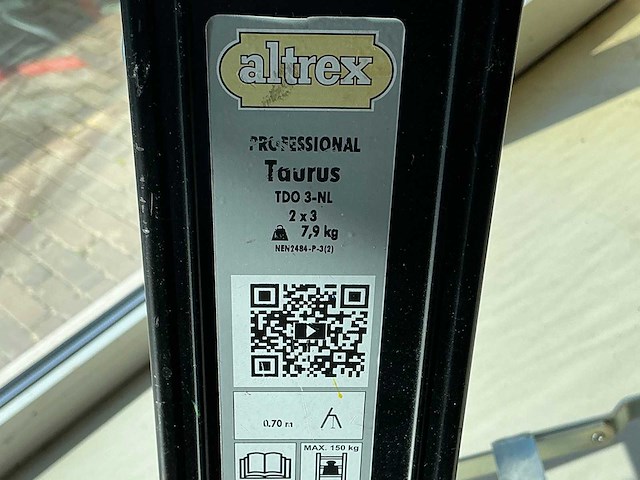 altrex
PROFESSIONAL
Taurus
TDO 3-NL
2 x 3
7,9 kg
NEN2484-P-3(2)
0.70 m
MAX. 150 kg